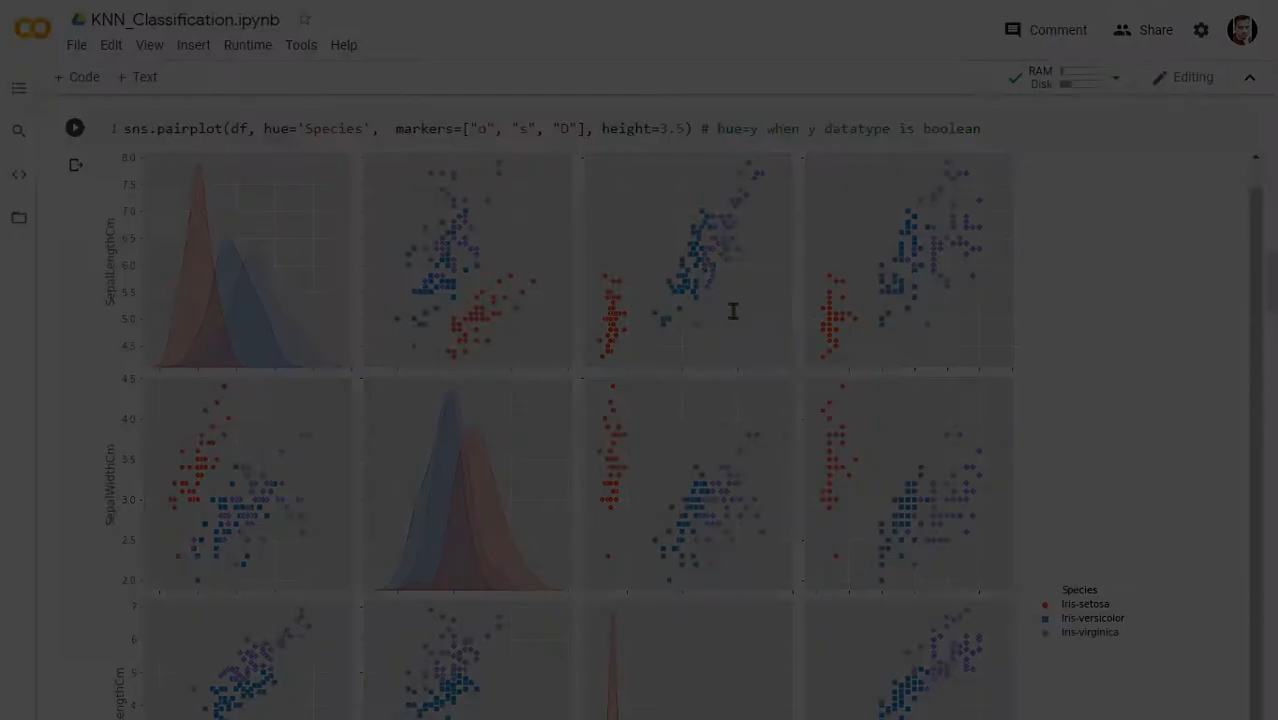 KNN_Classification.ipynb
File Edit View Insert Runtime Tools Help
Comment
Share
+ Code + Text
RAM
Disk
Editing
1 sns.pairplot(df, hue='Species', markers=["o", "s", "D"], height=3.5) # hue=y when y datatype is boolean
8.0
7.5
7.0
6.5
6.0
5.5
5.0
4.5
SepalLengthCm
4.5
4.0
3.5
3.0
2.5
2.0
SepalWidthCm
7
6
5
4
LengthCm
Species
Iris-setosa
Iris-versicolor
Iris-virginica